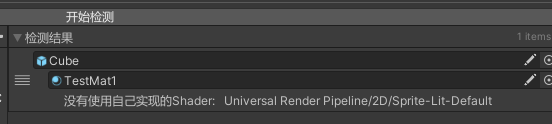 开始检测
检测结果 1 items
Cube
TestMat1
没有使用自己实现的Shader: Universal Render Pipeline/2D/Sprite-Lit-Default